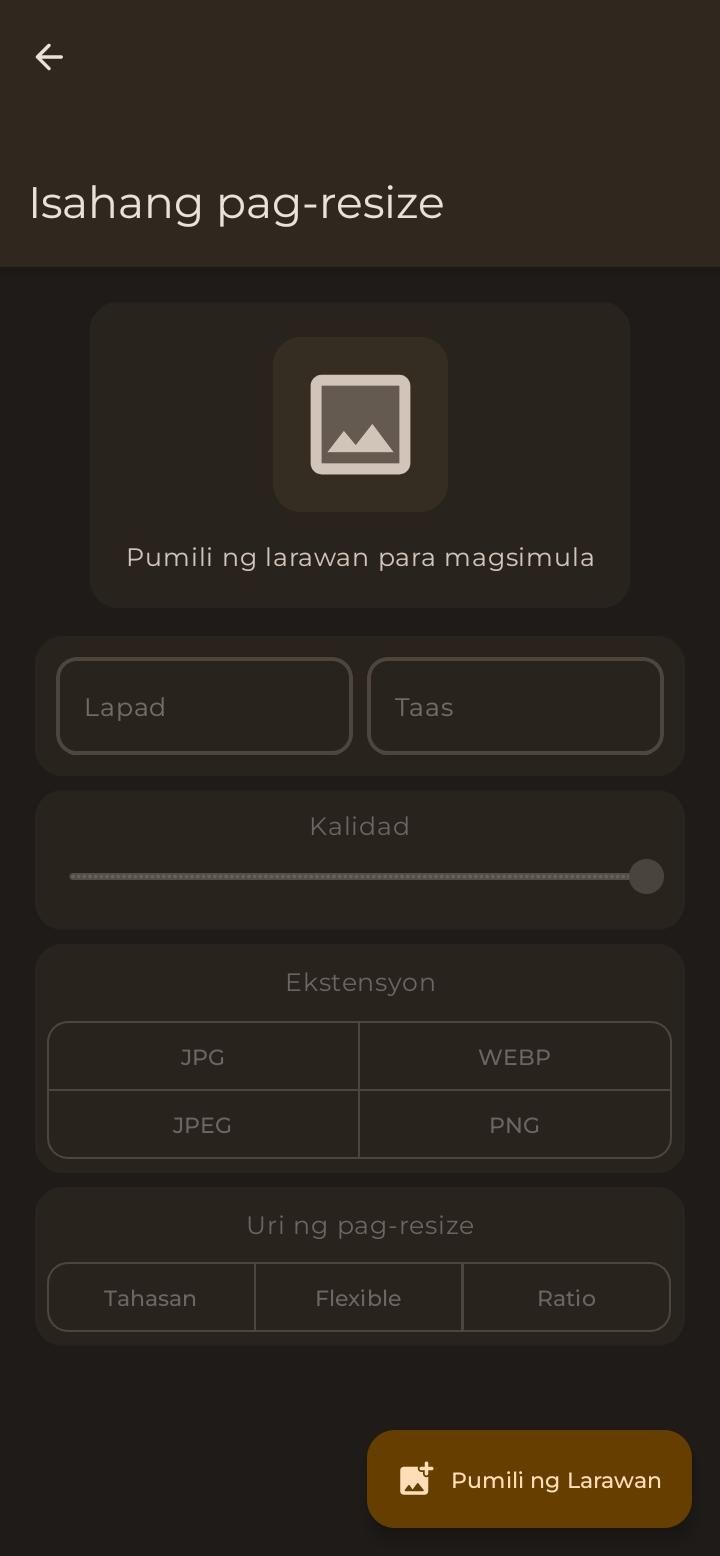 Isahang pag-resize
Pumili ng larawan para magsimula
Lapad
Taas
Kalidad
Ekstensyon
JPG
WEBP
JPEG
PNG
Uri ng pag-resize
Tahasan
Flexible
Ratio
Pumili ng Larawan